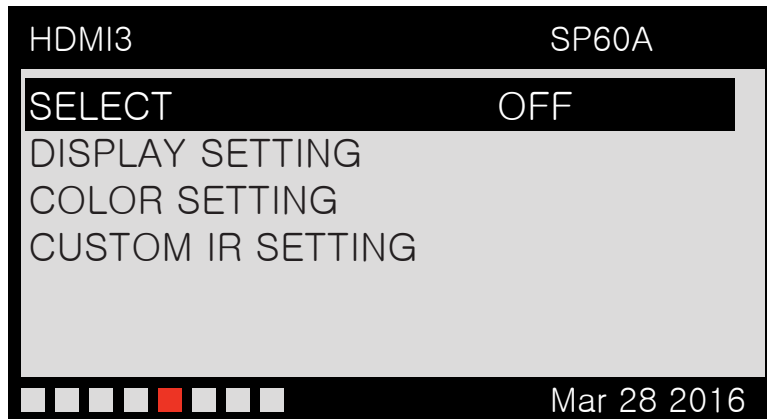 HDMI3 SP60A
SELECT OFF
DISPLAY SETTING
COLOR SETTING
CUSTOM IR SETTING
Mar 28 2016